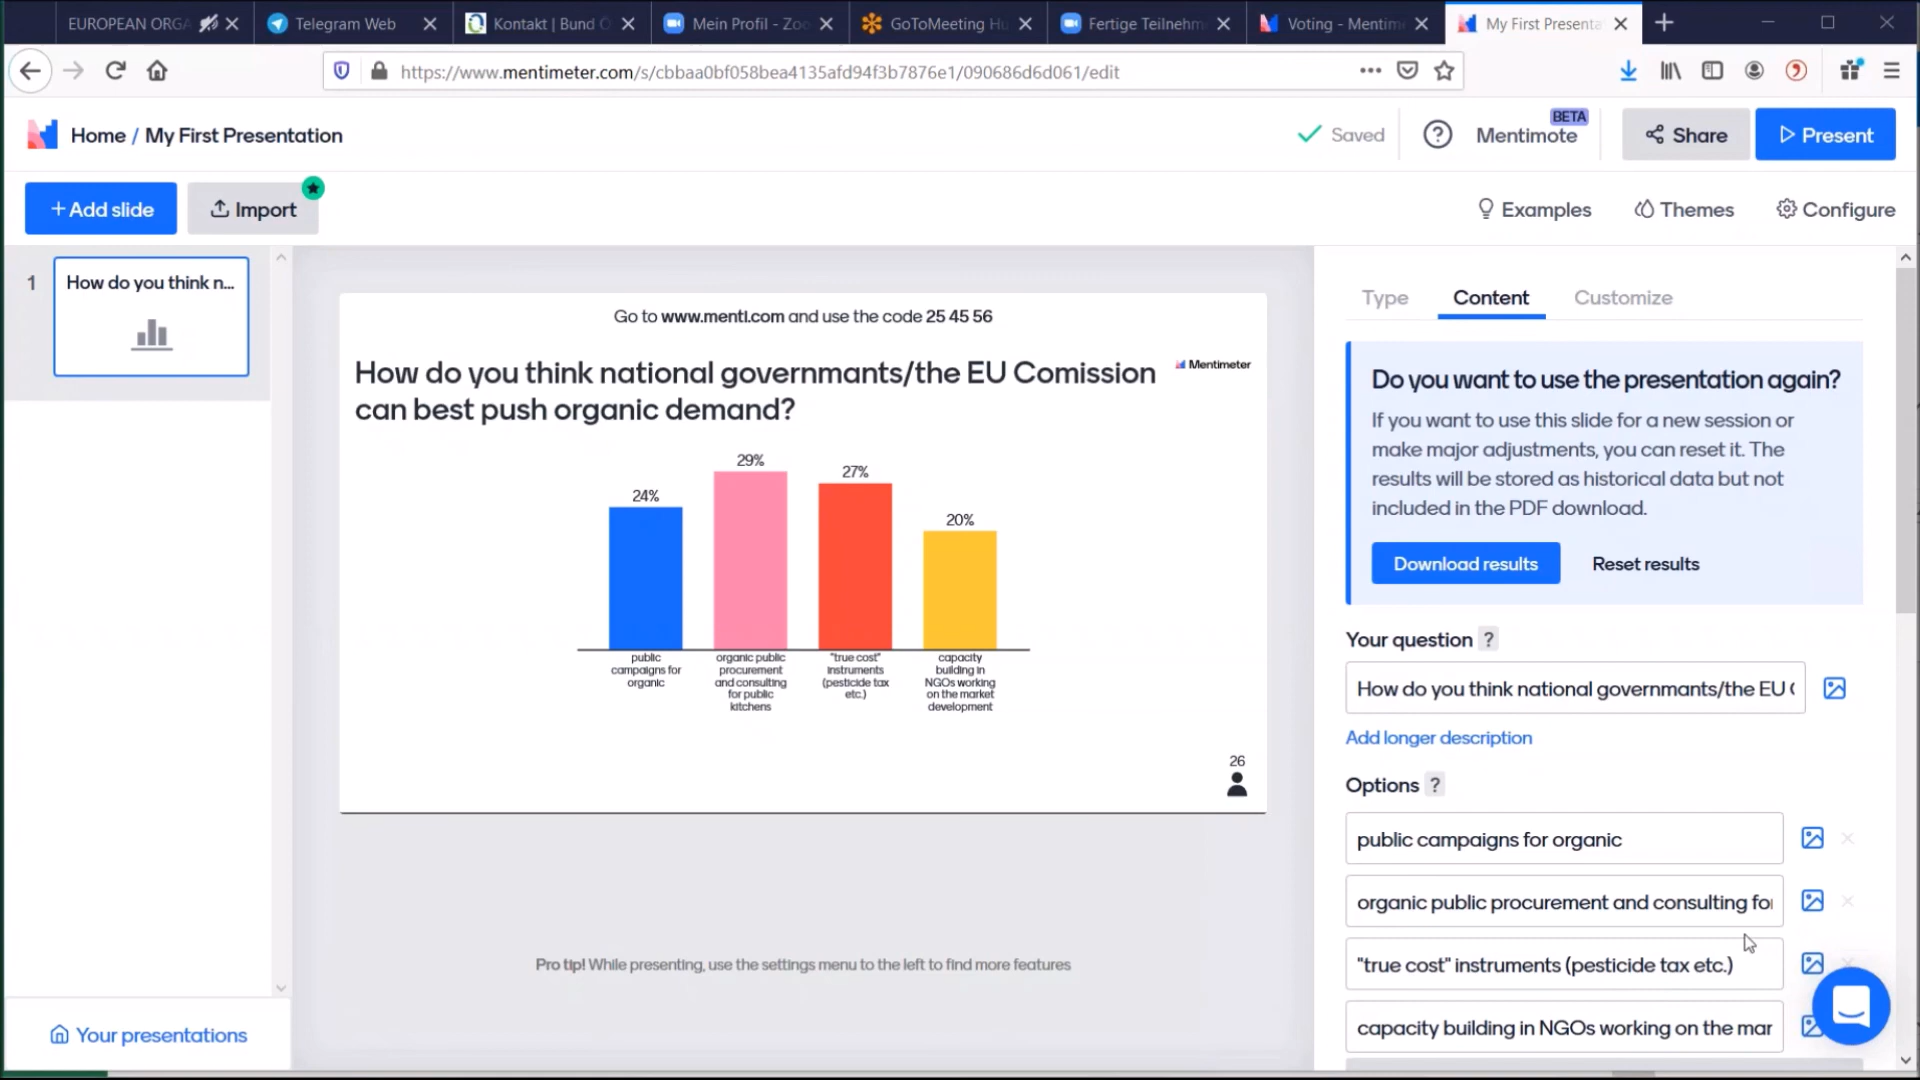 EUROPEAN ORGA
Telegram Web
Kontakt | Bund Ö
Mein Profil - Zoo
GoToMeeting Hu
Fertige Teilnehm
Voting - Mentim
My First Presenta
https://www.mentimeter.com/s/cbbaa0bf058bea4135afd94f3b7876e1/090686d6d061/edit
Home / My First Presentation
Saved
Mentimote
BETA
Share
Present
+ Add slide
Import
Examples
Themes
Configure
1
How do you think n...
Go to www.menti.com and use the code 25 45 56
How do you think national governmants/the EU Comission
can best push organic demand?
Mentimeter
24%
29%
27%
20%
public
campaigns for
organic
organic public
procurement
and consulting
for public
kitchens
"true cost"
instruments
(pesticide tax
etc.)
capacity
building in
NGOs working
on the market
development
26
Pro tip! While presenting, use the settings menu to the left to find more features
Your presentations
Type
Content
Customize
Do you want to use the presentation again?
If you want to use this slide for a new session or
make major adjustments, you can reset it. The
results will be stored as historical data but not
included in the PDF download.
Download results
Reset results
Your question ?
How do you think national governmants/the EU
Add longer description
Options ?
public campaigns for organic
organic public procurement and consulting for
"true cost" instruments (pesticide tax etc.)
capacity building in NGOs working on the mar